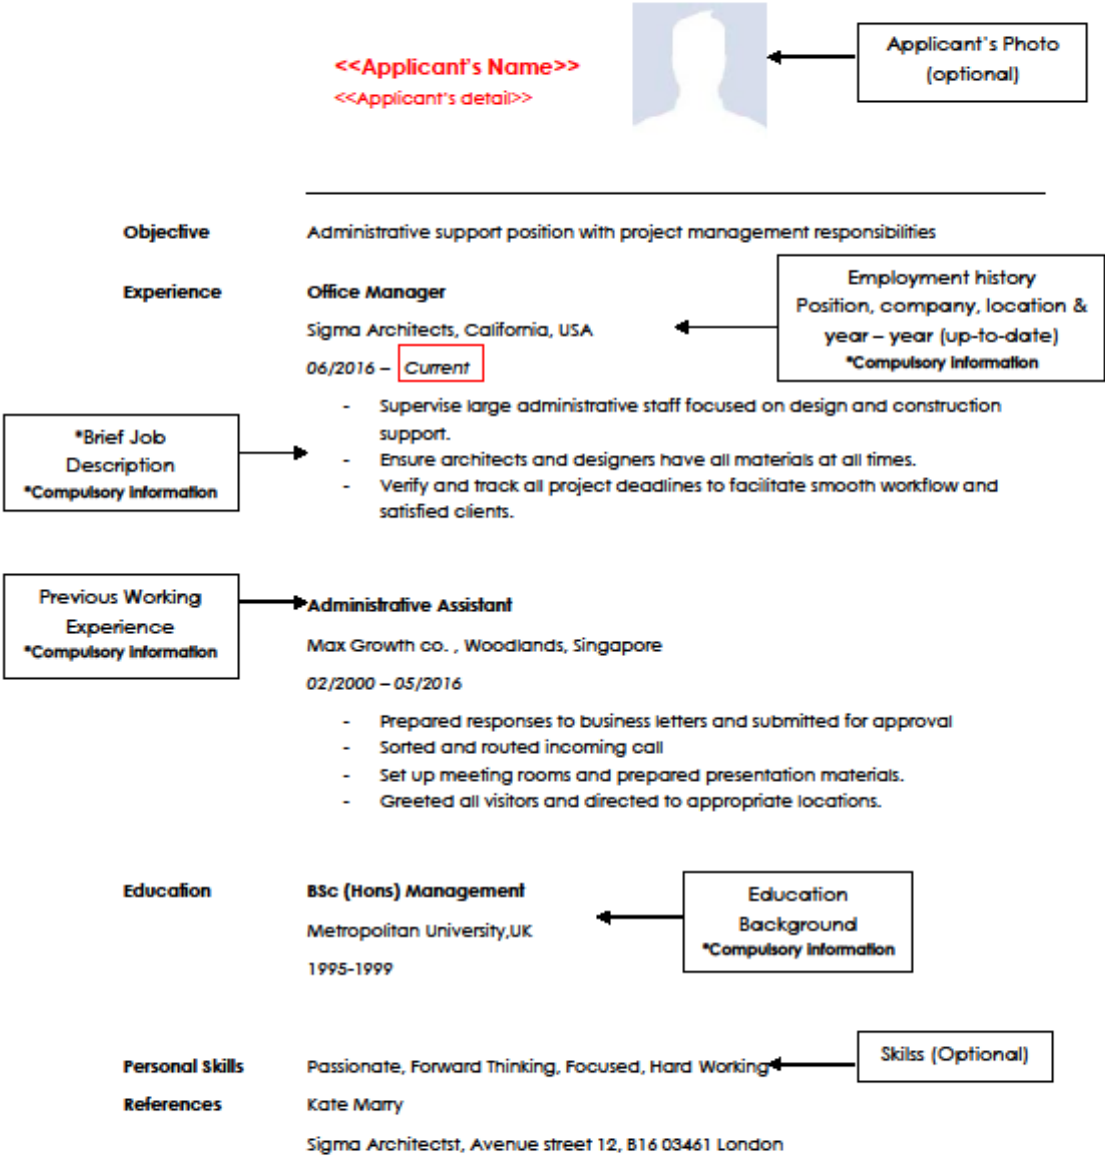 Applicant's Photo
(optional)
<<Applicant's Name>>
<<Applicant's detail>>
Objective
Administrative support position with project management responsibilities
Experience
Office Manager
Sigma Architects, California, USA
06/2016 – Current
Employment history
Position, company, location &
year – year (up-to-date)
*Compulsory information
- Supervise large administrative staff focused on design and construction
support.
- Ensure architects and designers have all materials at all times.
- Verify and track all project deadlines to facilitate smooth workflow and
satisfied clients.
*Brief Job
Description
*Compulsory information
Previous Working
Experience
*Compulsory information
Administrative Assistant
Max Growth co. , Woodlands, Singapore
02/2000 – 05/2016
- Prepared responses to business letters and submitted for approval
- Sorted and routed incoming call
- Set up meeting rooms and prepared presentation materials.
- Greeted all visitors and directed to appropriate locations.
Education
BSc (Hons) Management
Metropolitan University,UK
1995-1999
Education
Background
*Compulsory information
Personal Skills
Passionate, Forward Thinking, Focused, Hard Working
Skilss (Optional)
References
Kate Marry
Sigma Architectst, Avenue street 12, B16 03461 London